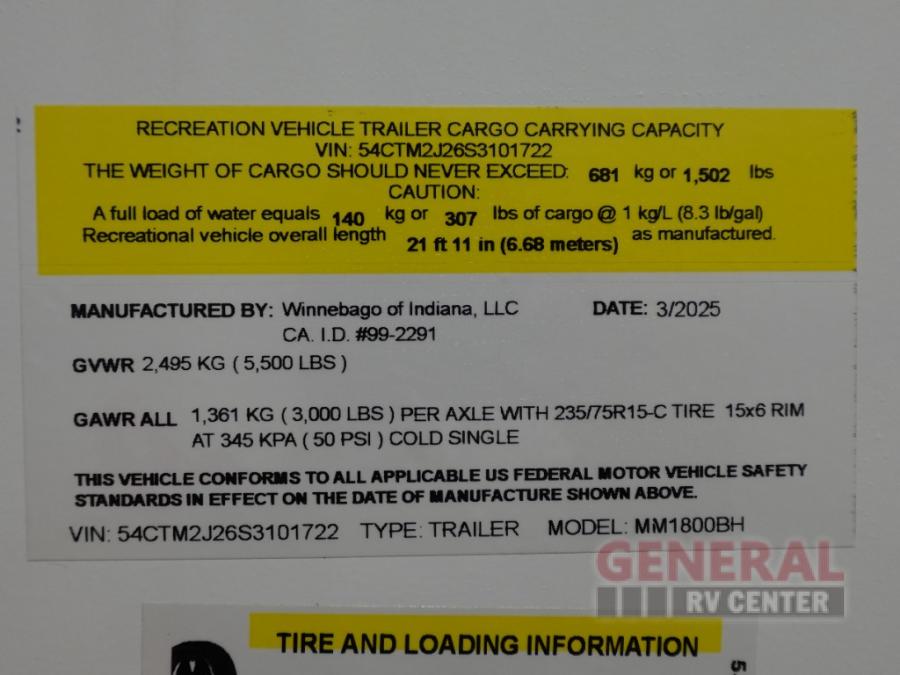 RECREATION VEHICLE TRAILER CARGO CARRYING CAPACITY
VIN: 54CTM2J26S3101722
THE WEIGHT OF CARGO SHOULD NEVER EXCEED: 681 kg or 1,502 lbs
CAUTION:
A full load of water equals 140 kg or 307 lbs of cargo @ 1 kg/L (8.3 lb/gal)
Recreational vehicle overall length 21 ft 11 in (6.68 meters) as manufactured.
MANUFACTURED BY: Winnebago of Indiana, LLC DATE: 3/2025
CA. I.D. #99-2291
GVWR 2,495 KG ( 5,500 LBS )
GAWR ALL 1,361 KG ( 3,000 LBS ) PER AXLE WITH 235/75R15-C TIRE 15x6 RIM
AT 345 KPA ( 50 PSI ) COLD SINGLE
THIS VEHICLE CONFORMS TO ALL APPLICABLE US FEDERAL MOTOR VEHICLE SAFETY
STANDARDS IN EFFECT ON THE DATE OF MANUFACTURE SHOWN ABOVE.
VIN: 54CTM2J26S3101722 TYPE: TRAILER MODEL: MM1800BH
GENERAL
RV CENTER
TIRE AND LOADING INFORMATION